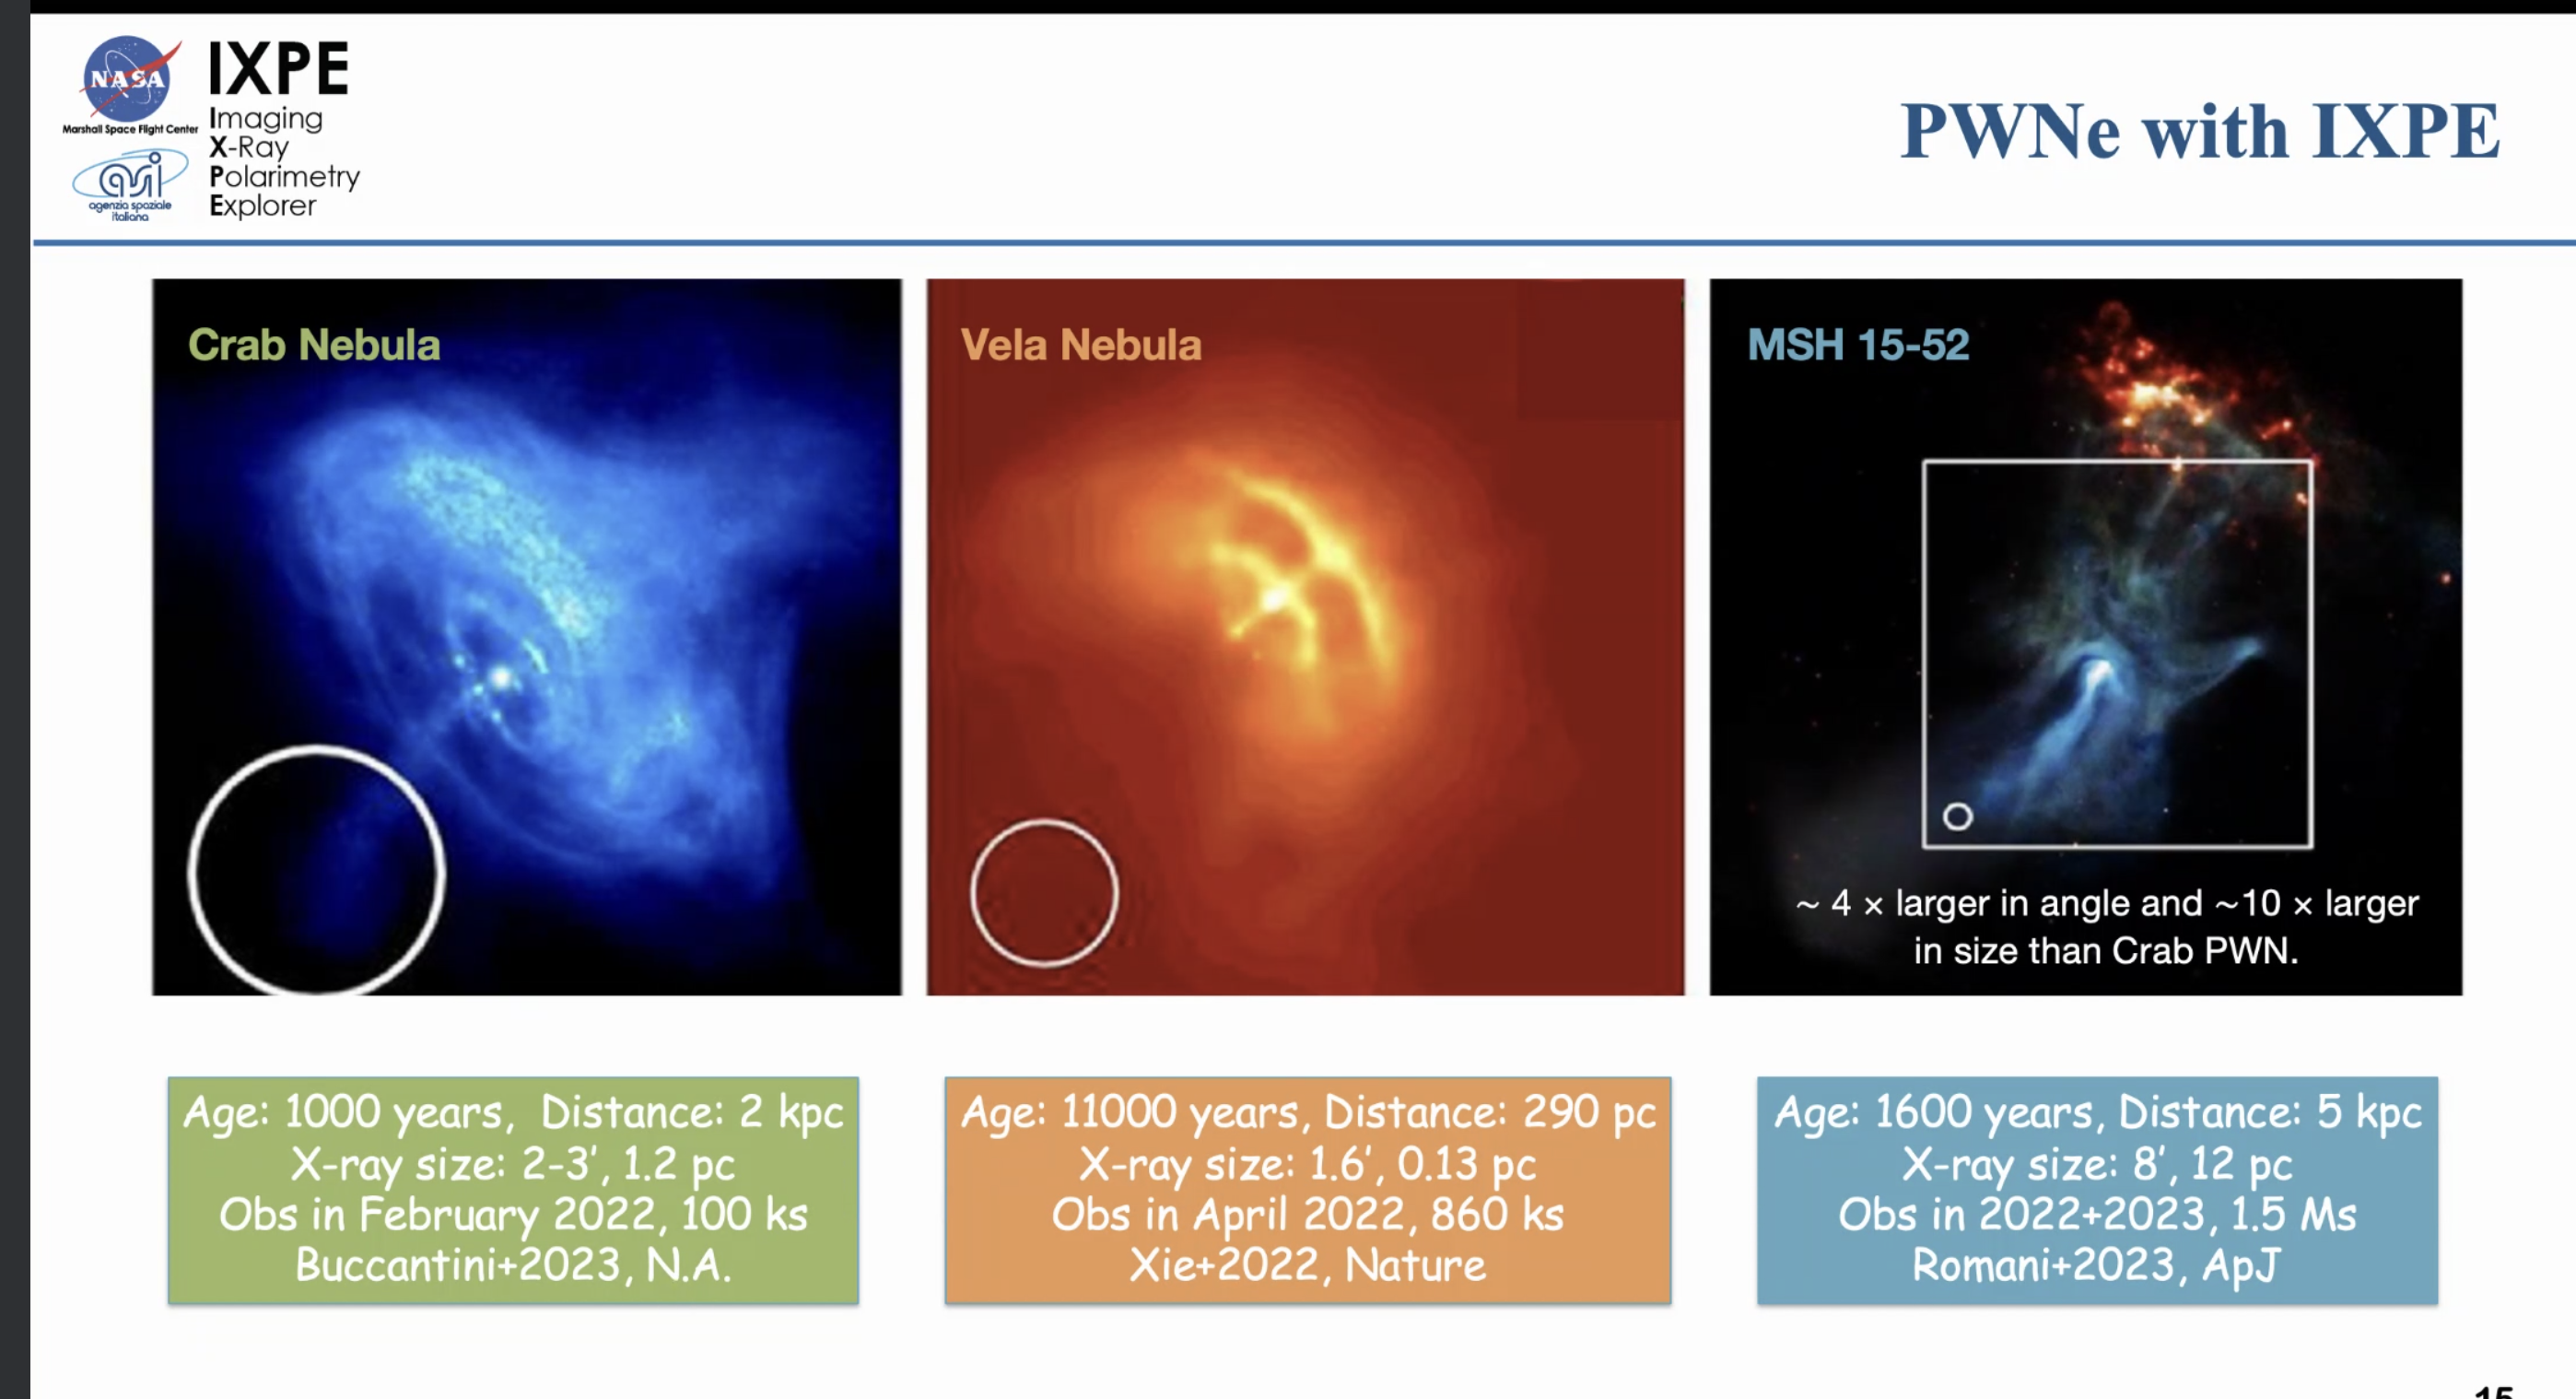 NASA
Marshall Space Flight Center
asi
agenzia spaziale
italiana
IXPE
Imaging
X-Ray
Polarimetry
Explorer
PWNe with IXPE
Crab Nebula
Vela Nebula
MSH 15-52
~ 4 × larger in angle and ~10 × larger
in size than Crab PWN.
Age: 1000 years, Distance: 2 kpc
X-ray size: 2-3’, 1.2 pc
Obs in February 2022, 100 ks
Buccantini+2023, N.A.
Age: 11000 years, Distance: 290 pc
X-ray size: 1.6’, 0.13 pc
Obs in April 2022, 860 ks
Xie+2022, Nature
Age: 1600 years, Distance: 5 kpc
X-ray size: 8’, 12 pc
Obs in 2022+2023, 1.5 Ms
Romani+2023, ApJ